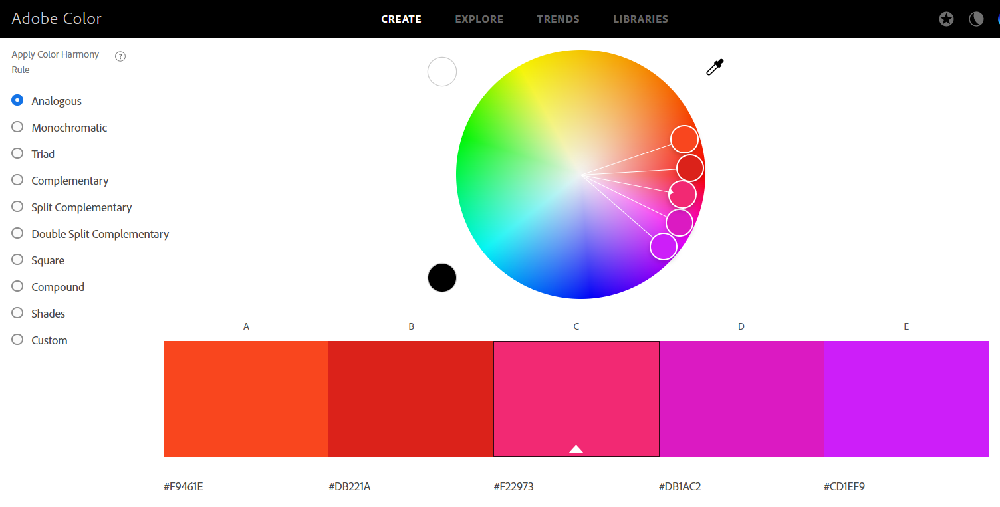 Adobe Color
CREATE
EXPLORE
TRENDS
LIBRARIES
Apply Color Harmony
Rule
?
Analogous
Monochromatic
Triad
Complementary
Split Complementary
Double Split Complementary
Square
Compound
Shades
Custom
A
B
C
D
E
#F9461E
#DB221A
#F22973
#DB1AC2
#CD1EF9